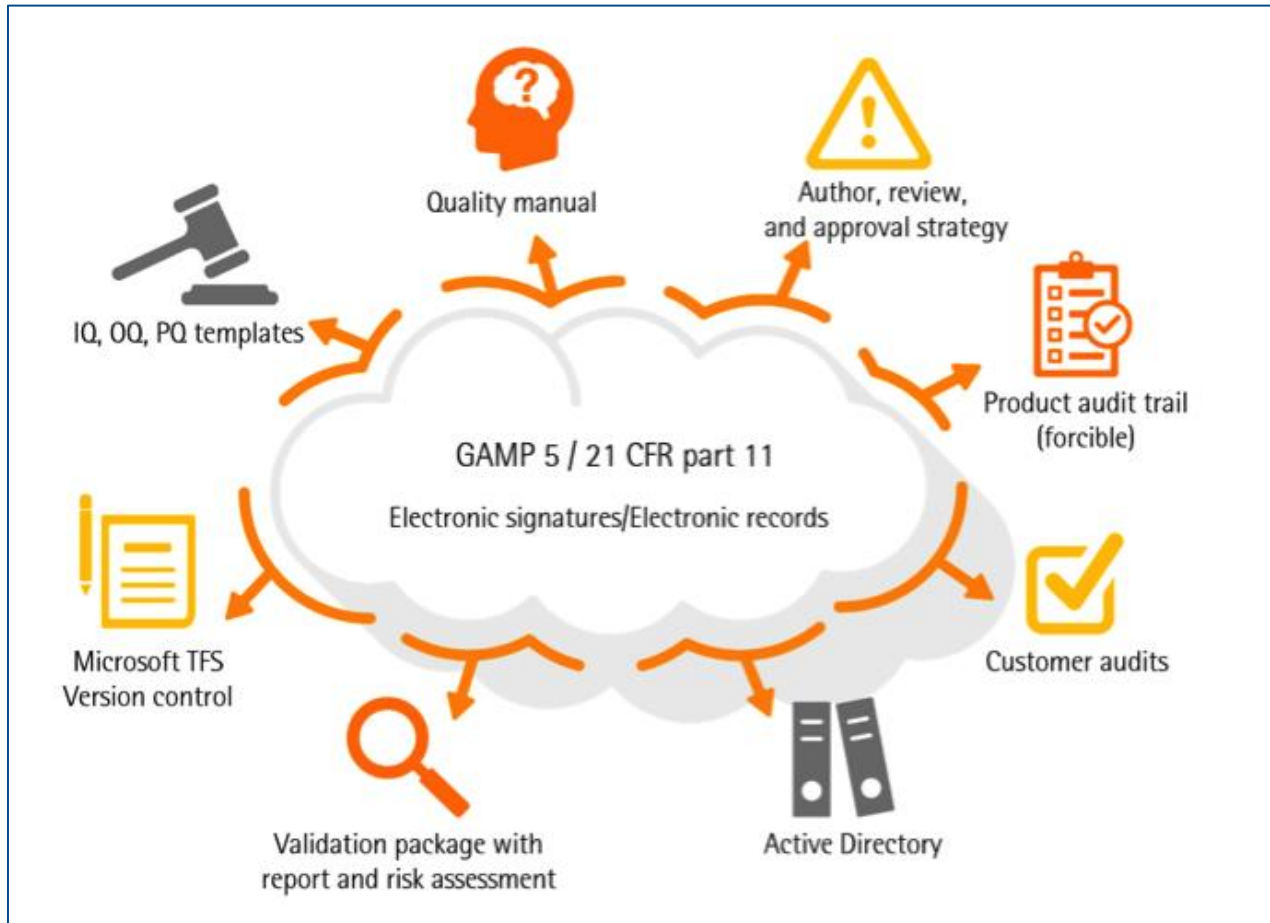 Quality manual
Author, review,
and approval strategy
IQ, OQ, PQ templates
Product audit trail
(forcible)
GAMP 5 / 21 CFR part 11
Electronic signatures/Electronic records
Microsoft TFS
Version control
Customer audits
Validation package with
report and risk assessment
Active Directory